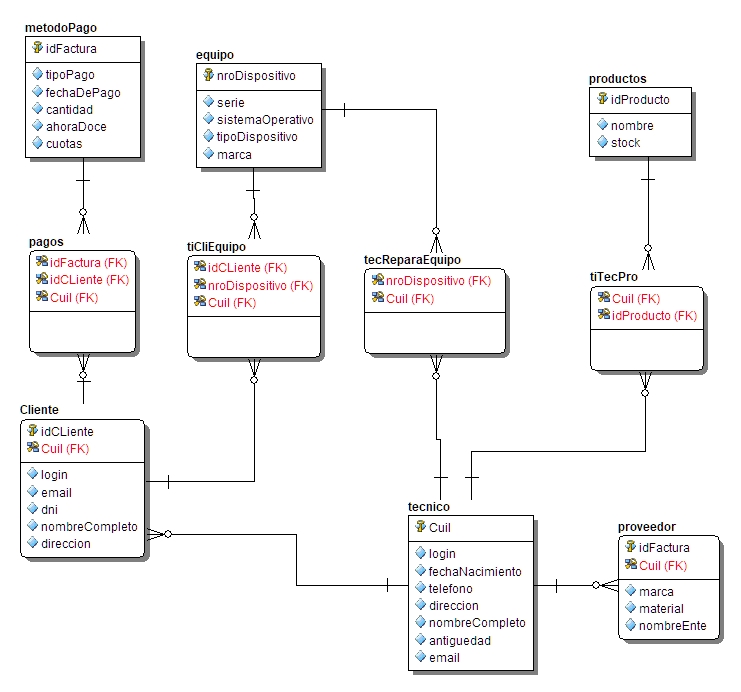 metodoPago
idFactura
tipoPago
fechaDePago
cantidad
ahoraDoce
cuotas
equipo
nroDispositivo
serie
sistemaOperativo
tipoDispositivo
marca
productos
idProducto
nombre
stock
pagos
idFactura (FK)
idCLiente (FK)
Cuil (FK)
tiCliEquipo
idCLiente (FK)
nroDispositivo (FK)
Cuil (FK)
tecReparaEquipo
nroDispositivo (FK)
Cuil (FK)
tiTecPro
Cuil (FK)
idProducto (FK)
Cliente
idCLiente
Cuil (FK)
login
email
dni
nombreCompleto
direccion
tecnico
Cuil
login
fechaNacimiento
telefono
direccion
nombreCompleto
antiguedad
email
proveedor
idFactura
Cuil (FK)
marca
material
nombreEnte